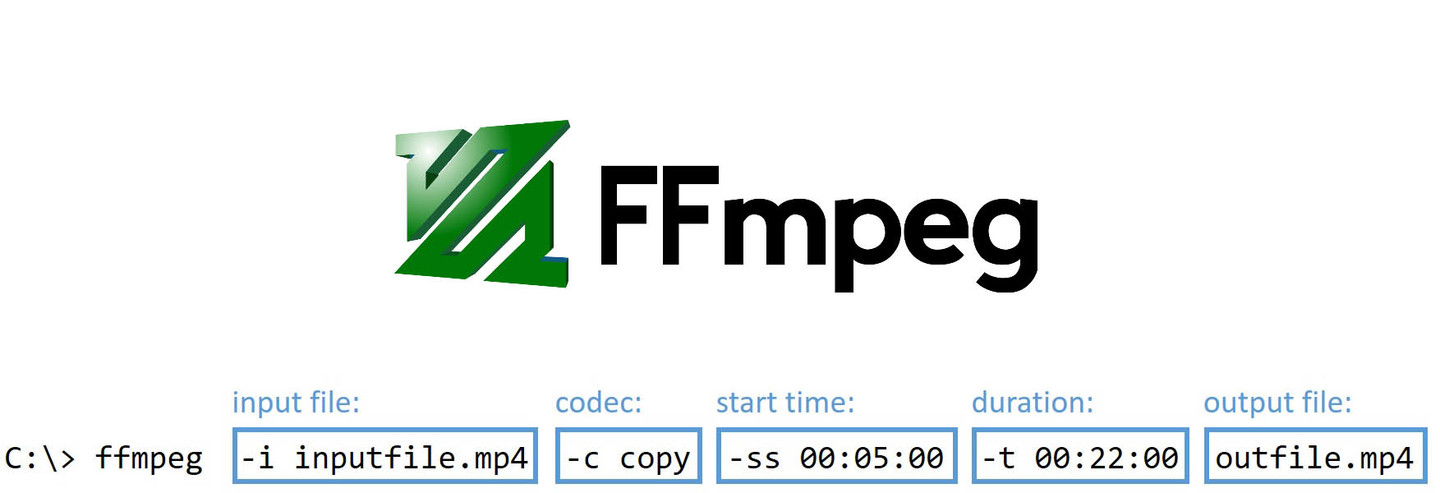 FFmpeg
input file: codec: start time: duration: output file:
C:\> ffmpeg -i inputfile.mp4 -c copy -ss 00:05:00 -t 00:22:00 outfile.mp4